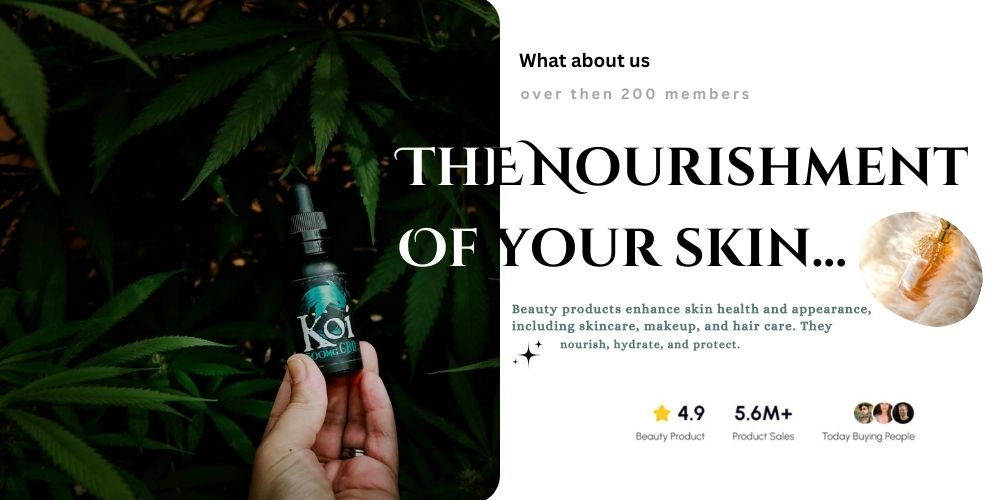 What about us
over then 200 members
THE NOURISHMENT
OF YOUR SKIN...
Beauty products enhance skin health and appearance,
including skincare, makeup, and hair care. They
nourish, hydrate, and protect.
Koi
500MG CBD
4.9 5.6M+
Beauty Product Product Sales Today Buying People